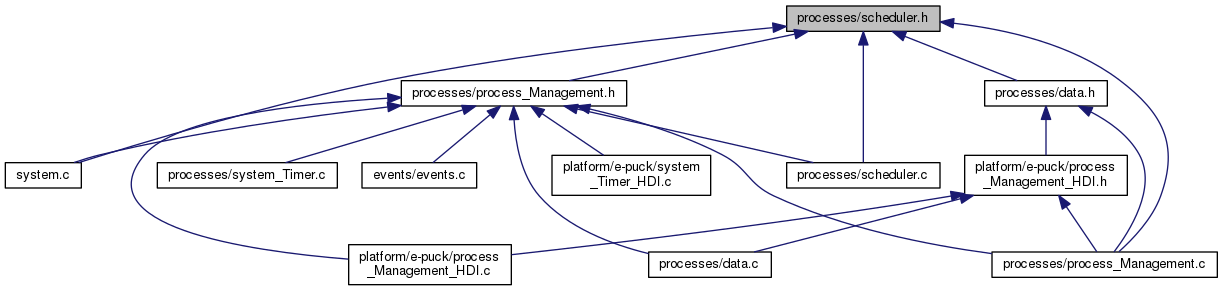 processes/scheduler.h
processes/process_Management.h
processes/data.h
system.c
processes/system_Timer.c
events/events.c
platform/e-puck/system
_Timer_HDI.c
processes/scheduler.c
platform/e-puck/process
_Management_HDI.h
platform/e-puck/process
_Management_HDI.c
processes/data.c
processes/process_Management.c